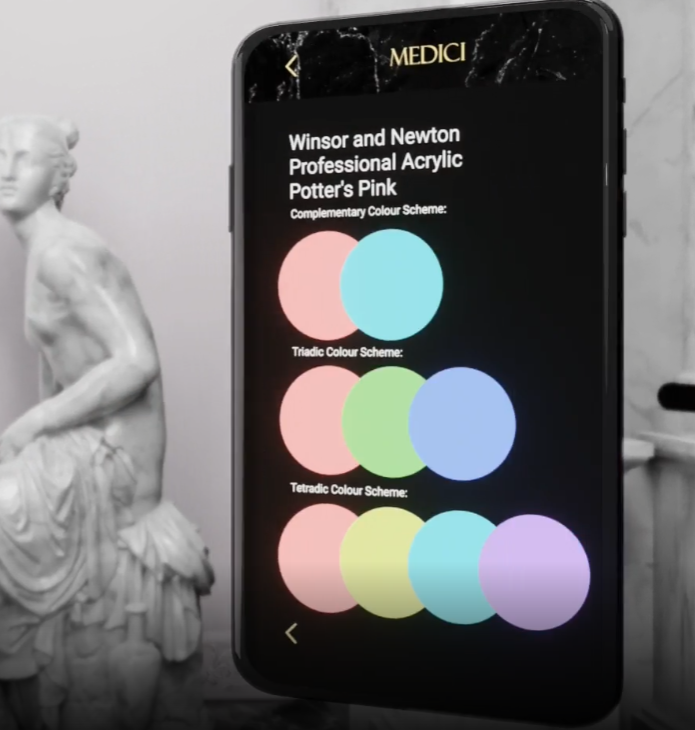 MEDICI
Winsor and Newton
Professional Acrylic
Potter's Pink
Complementary Colour Scheme:
Triadic Colour Scheme:
Tetradic Colour Scheme: